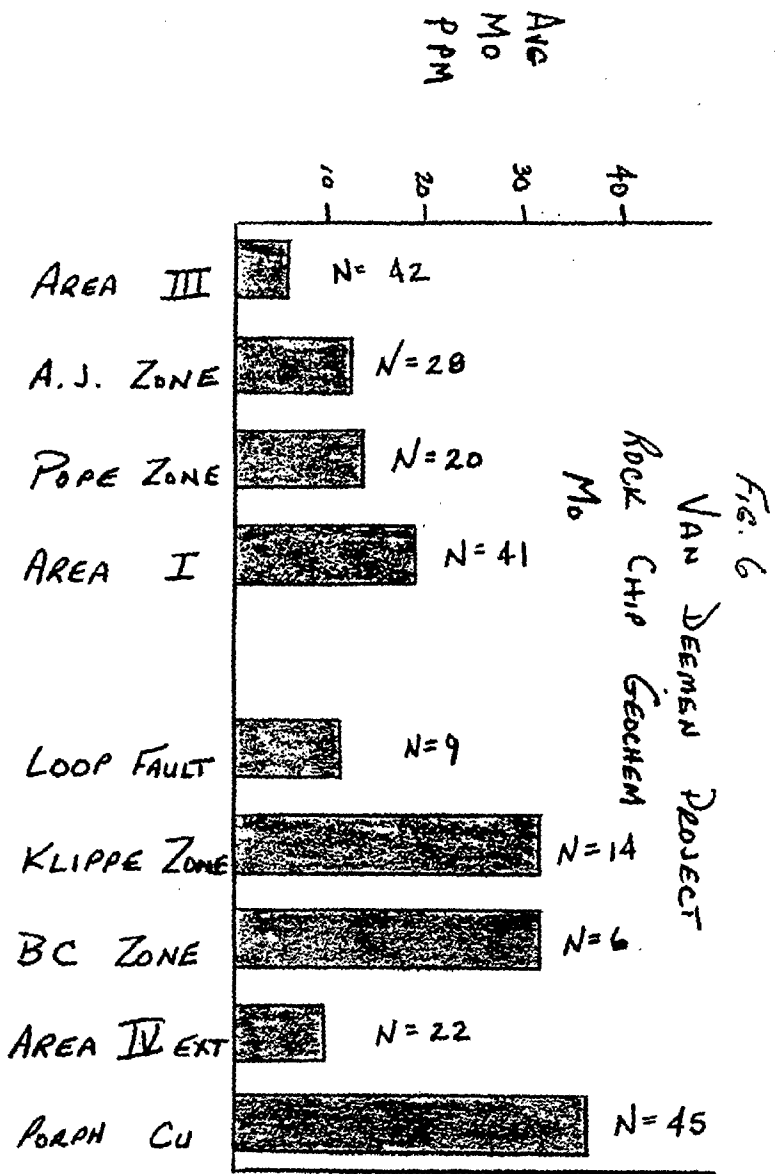 AVG
MO
PPM
10
20
30
40
AREA III N= 42
A.J. ZONE N=28
POPE ZONE N=20
AREA I N=41
LOOP FAULT N=9
KLIPPE ZONE N=14
BC ZONE N=6
AREA IV EXT N=22
PORPH CU N=45
FIG. 6
VAN DEEMEN PROJECT
ROCK CHIP GEOCHEM
MO